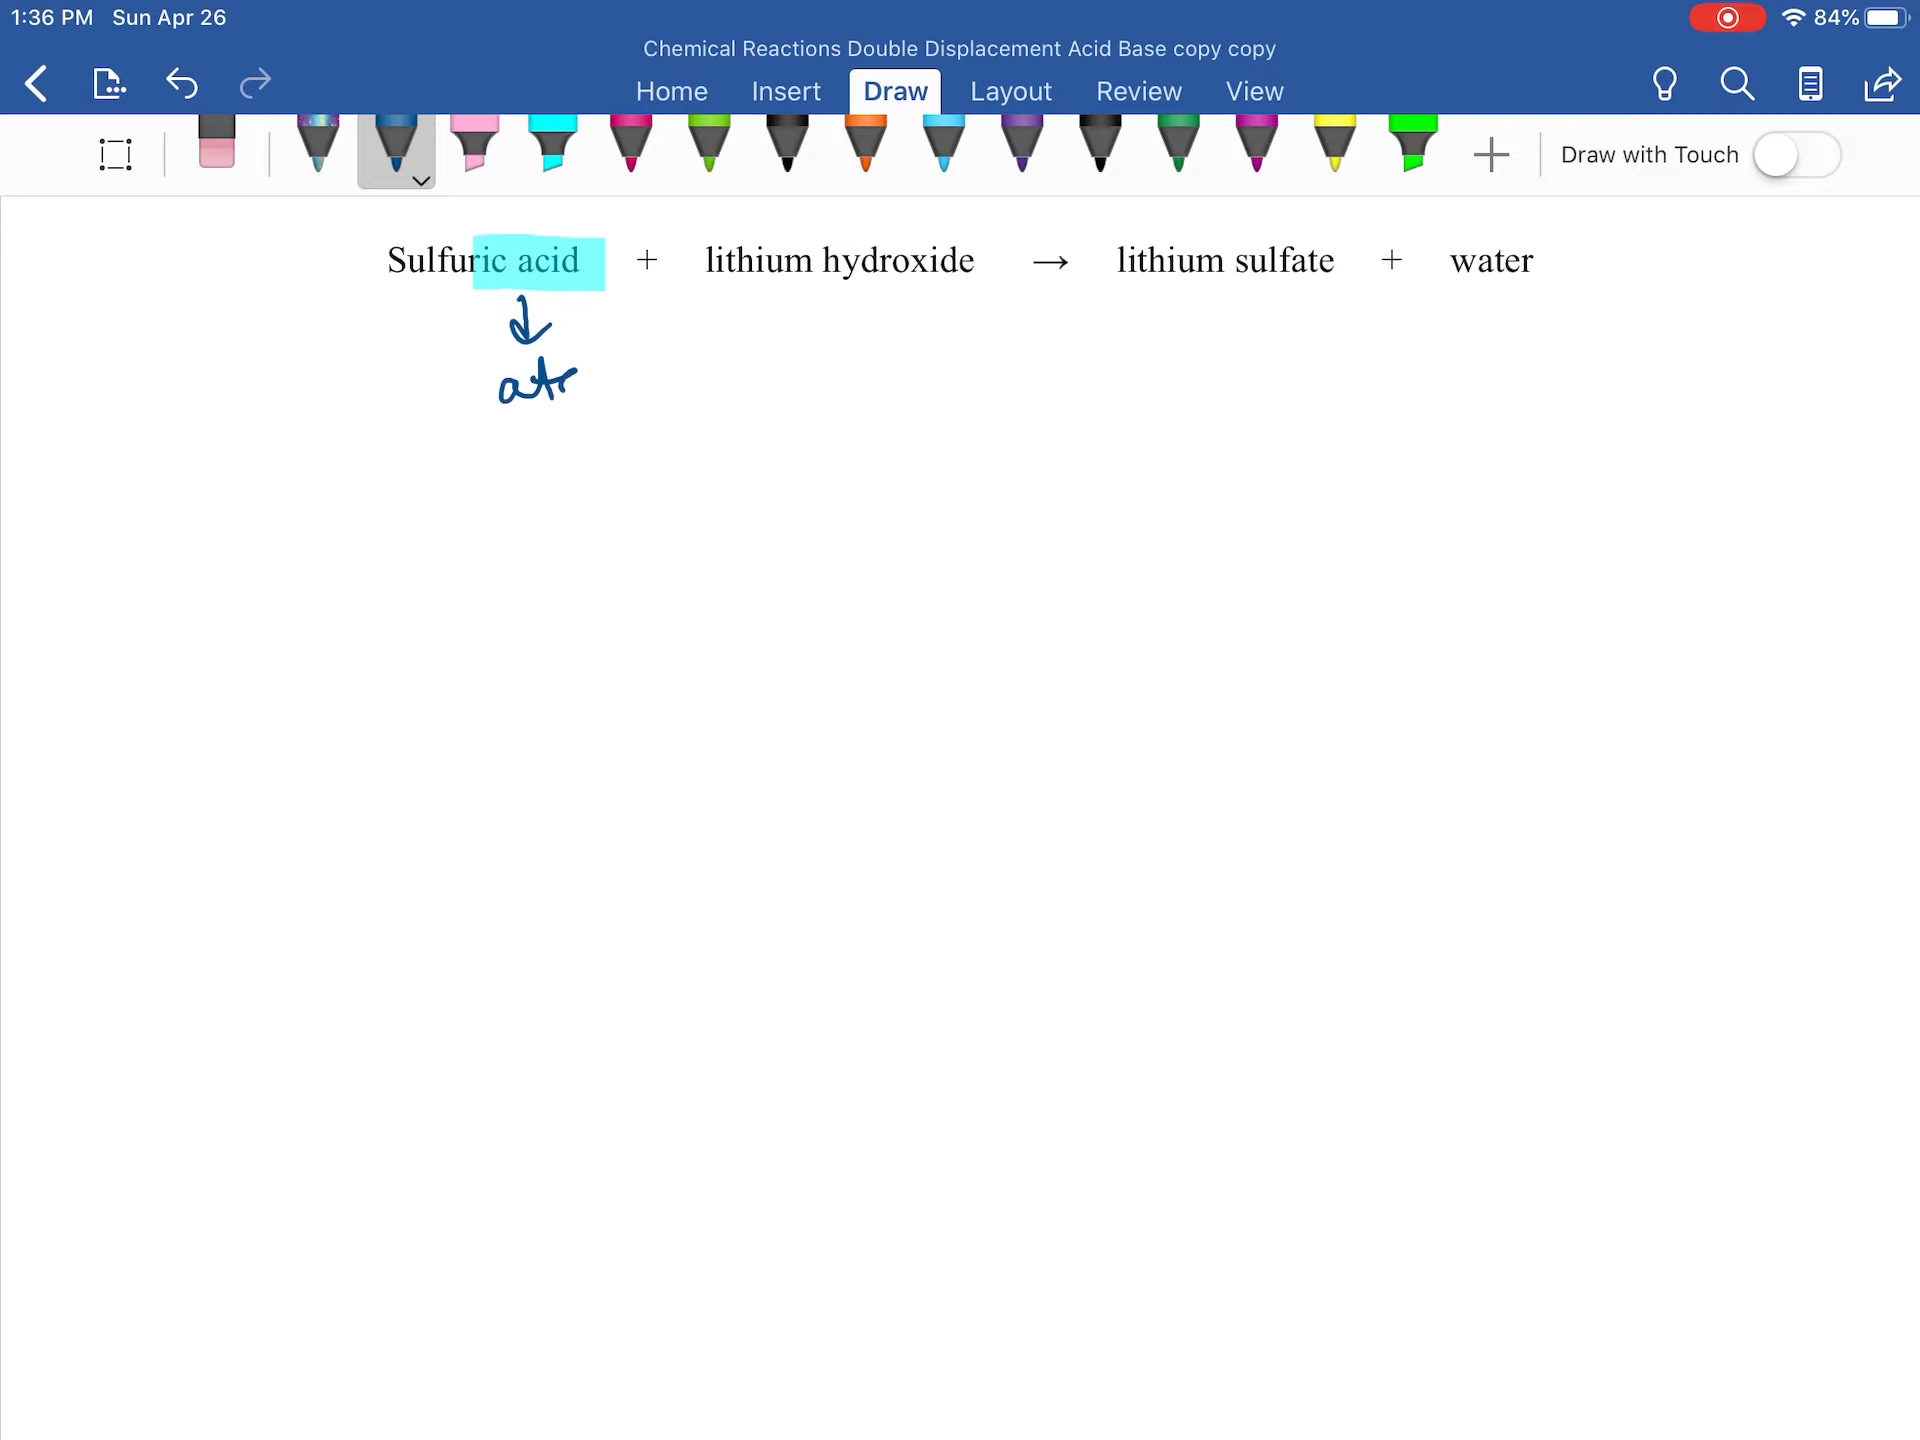 1:36 PM Sun Apr 26
84%
Chemical Reactions Double Displacement Acid Base copy copy
Home Insert Draw Layout Review View
Draw with Touch
Sulfuric acid + lithium hydroxide → lithium sulfate + water
↓